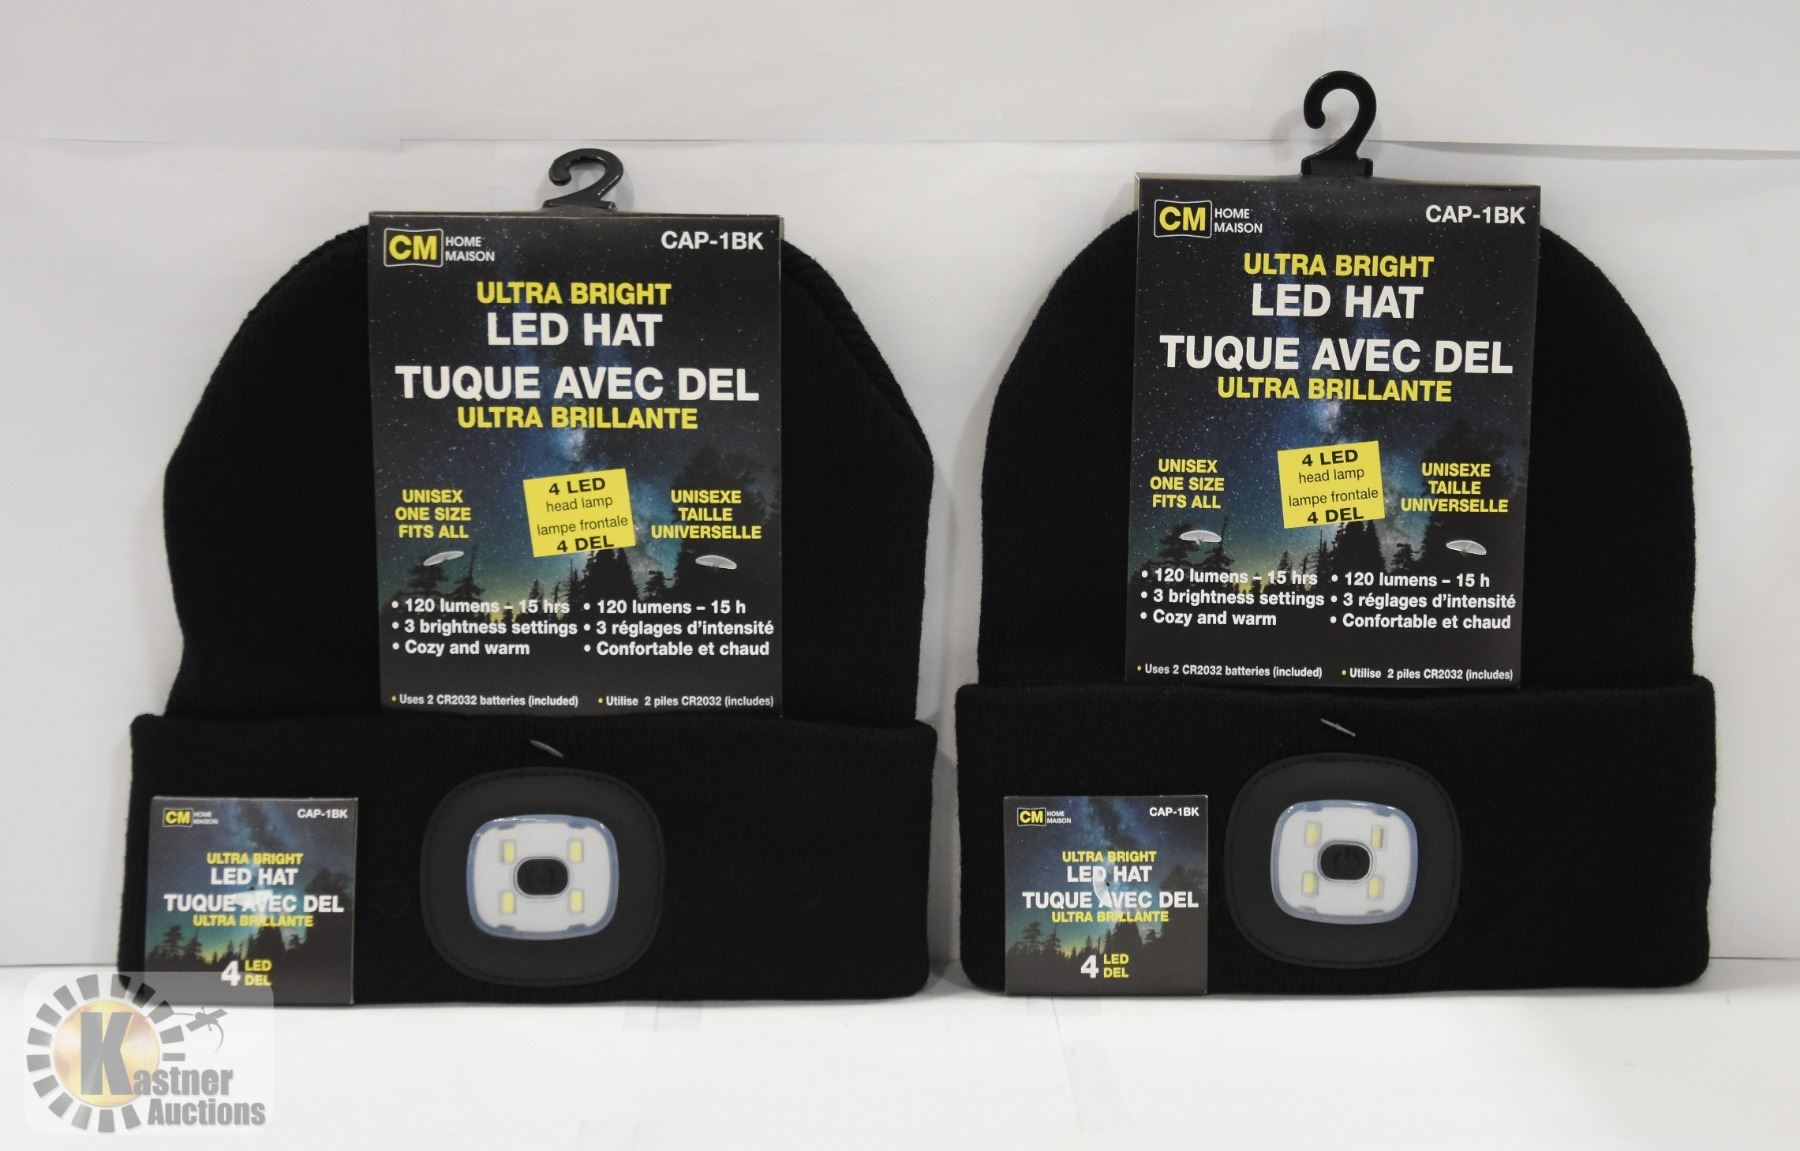 CM HOME MAISON CAP-1BK
ULTRA BRIGHT
LED HAT
TUQUE AVEC DEL
ULTRA BRILLANTE
UNISEX
ONE SIZE
FITS ALL
4 LED
head lamp
lampe frontale
4 DEL
UNISEXE
TAILLE
UNIVERSELLE
• 120 lumens – 15 hrs
• 3 brightness settings
• Cozy and warm
• 120 lumens – 15 h
• 3 réglages d'intensité
• Confortable et chaud
• Uses 2 CR2032 batteries (included)
• Utilise 2 piles CR2032 (includes)
CM HOME MAISON CAP-1BK
ULTRA BRIGHT
LED HAT
TUQUE AVEC DEL
ULTRA BRILLANTE
4 LED DEL
CM HOME MAISON CAP-1BK
ULTRA BRIGHT
LED HAT
TUQUE AVEC DEL
ULTRA BRILLANTE
UNISEX
ONE SIZE
FITS ALL
4 LED
head lamp
lampe frontale
4 DEL
UNISEXE
TAILLE
UNIVERSELLE
• 120 lumens – 15 hrs
• 3 brightness settings
• Cozy and warm
• 120 lumens – 15 h
• 3 réglages d'intensité
• Confortable et chaud
• Uses 2 CR2032 batteries (included)
• Utilise 2 piles CR2032 (includes)
CM HOME MAISON CAP-1BK
ULTRA BRIGHT
LED HAT
TUQUE AVEC DEL
ULTRA BRILLANTE
4 LED DEL
Kastner
Auctions